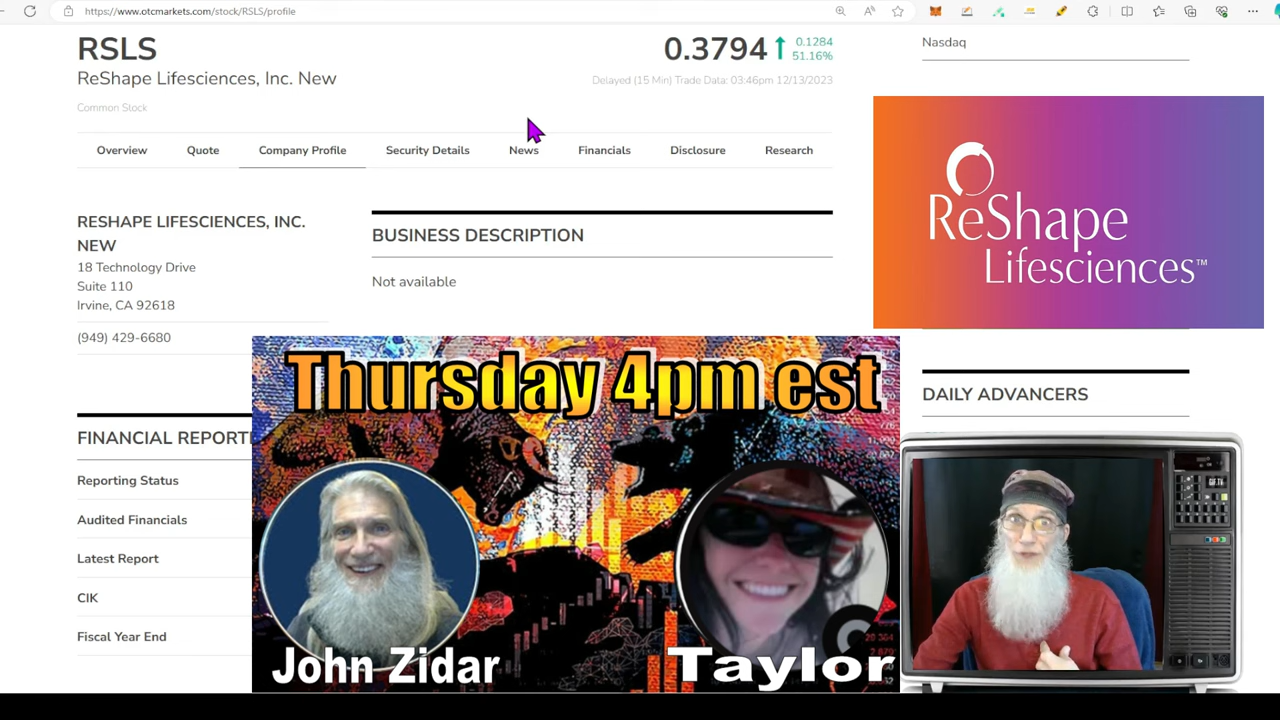 https://www.otcmarkets.com/stock/RSLS/profile
RSLS
0.3794
0.1284
51.16%
ReShape Lifesciences, Inc. New
Delayed (15 Min) Trade Data: 03:46pm 12/13/2023
Common Stock
Overview
Quote
Company Profile
Security Details
News
Financials
Disclosure
Research
RESHAPE LIFESCIENCES, INC.
NEW
18 Technology Drive
Suite 110
Irvine, CA 92618
(949) 429-6680
BUSINESS DESCRIPTION
Not available
FINANCIAL REPORTI
Reporting Status
Audited Financials
Latest Report
CIK
Fiscal Year End
Nasdaq
ReShape
Lifesciences™
DAILY ADVANCERS
Thursday 4pm est
John Zidar
Taylor